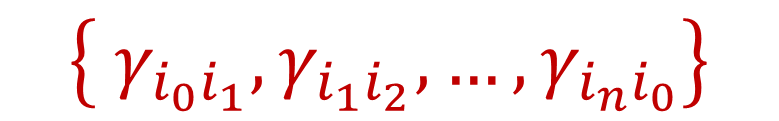 { γ_{i_0 i_1}, γ_{i_1 i_2}, … , γ_{i_n i_0} }